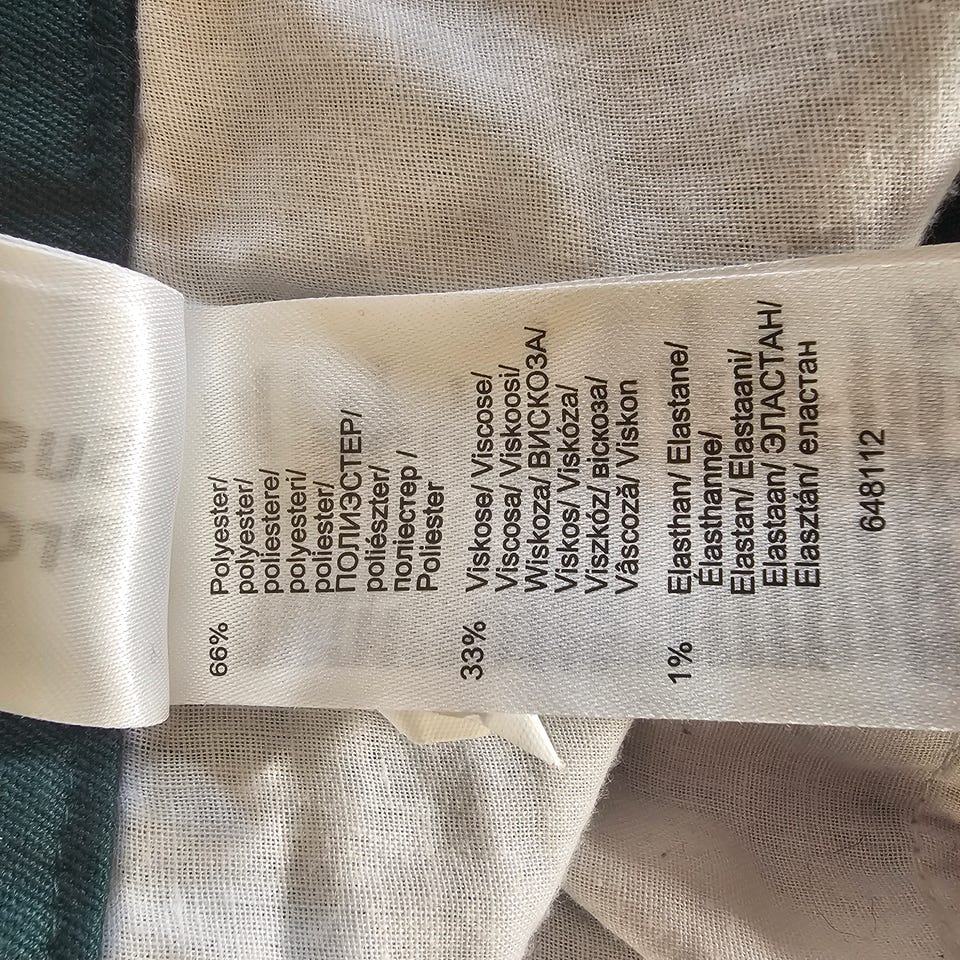 66% Polyester/
polyester/
poliestere/
polyesteri/
poliester/
ПОЛИЭСТЕР/
poliészter/
поліестер /
Poliester
33% Viskose/ Viscose/
Viscosa/ Viskoosi/
Wiskoza/ ВИСКОЗА/
Viskos/ Viskóza/
Viszkóz/ віскоза/
Vâscoză/ Viskon
1% Elasthan/ Elastane/
Élasthanne/
Elastan/ Elastaani/
Elastaan/ ЭЛАСТАН/
Elasztán/ еластан
648112